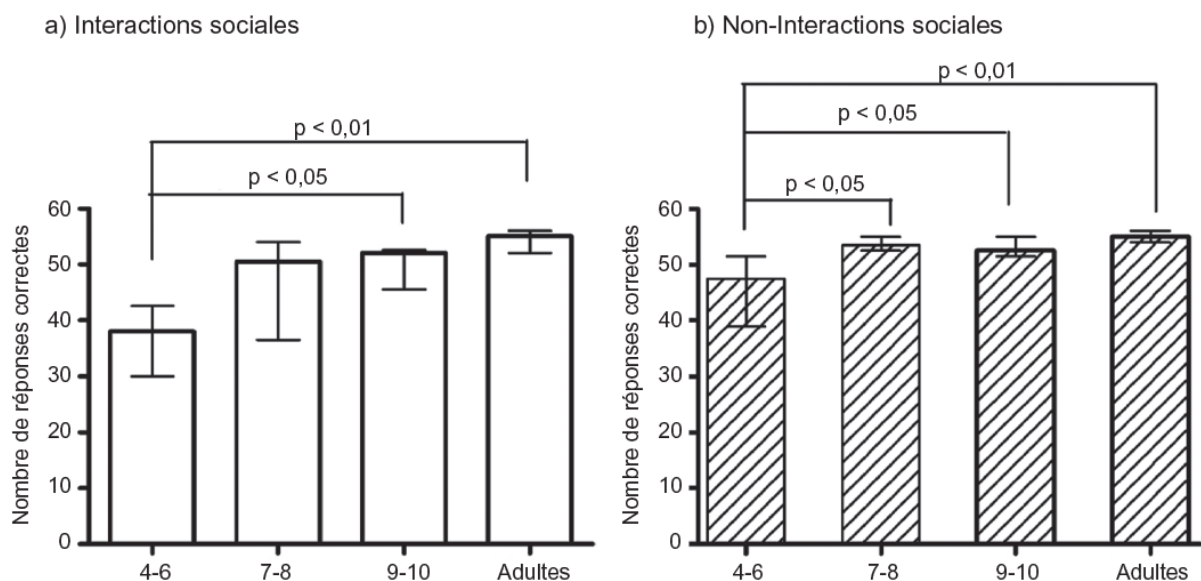 a) Interactions sociales
p < 0,01
p < 0,05
60
50
40
30
20
10
0
Nombre de réponses correctes
4-6 7-8 9-10 Adultes
b) Non-Interactions sociales
p < 0,01
p < 0,05
p < 0,05
60
50
40
30
20
10
0
Nombre de réponses correctes
4-6 7-8 9-10 Adultes